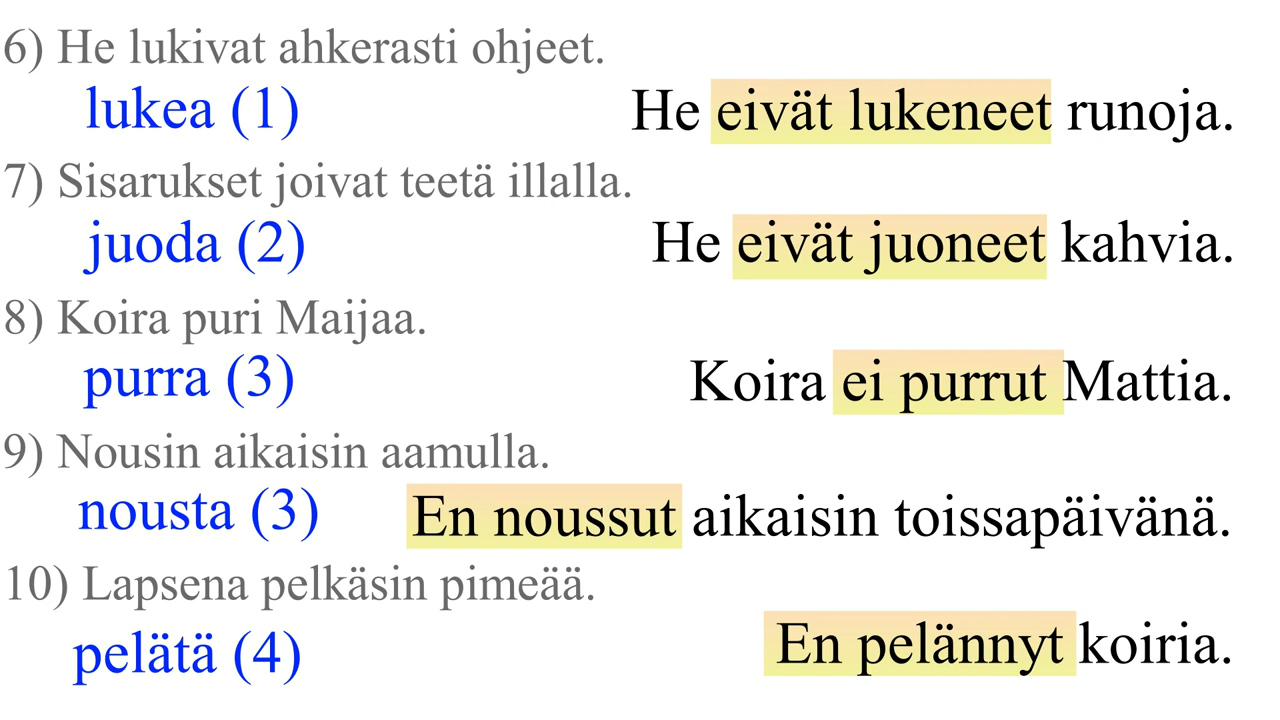 6) He lukivat ahkerasti ohjeet.
lukea (1) He eivät lukeneet runoja.
7) Sisarukset joivat teetä illalla.
juoda (2) He eivät juoneet kahvia.
8) Koira puri Maijaa.
purra (3) Koira ei purrut Mattia.
9) Nousin aikaisin aamulla.
nousta (3) En noussut aikaisin toissapäivänä.
10) Lapsena pelkäsin pimeää.
pelätä (4) En pelännyt koiria.